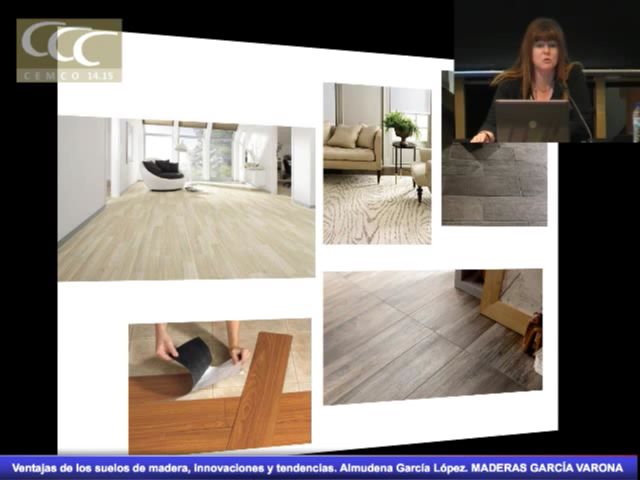 CCC
CEMCO 14.15
Ventajas de los suelos de madera, Innovaciones y tendencias. Almudena García López. MADERAS GARCÍA VARONA